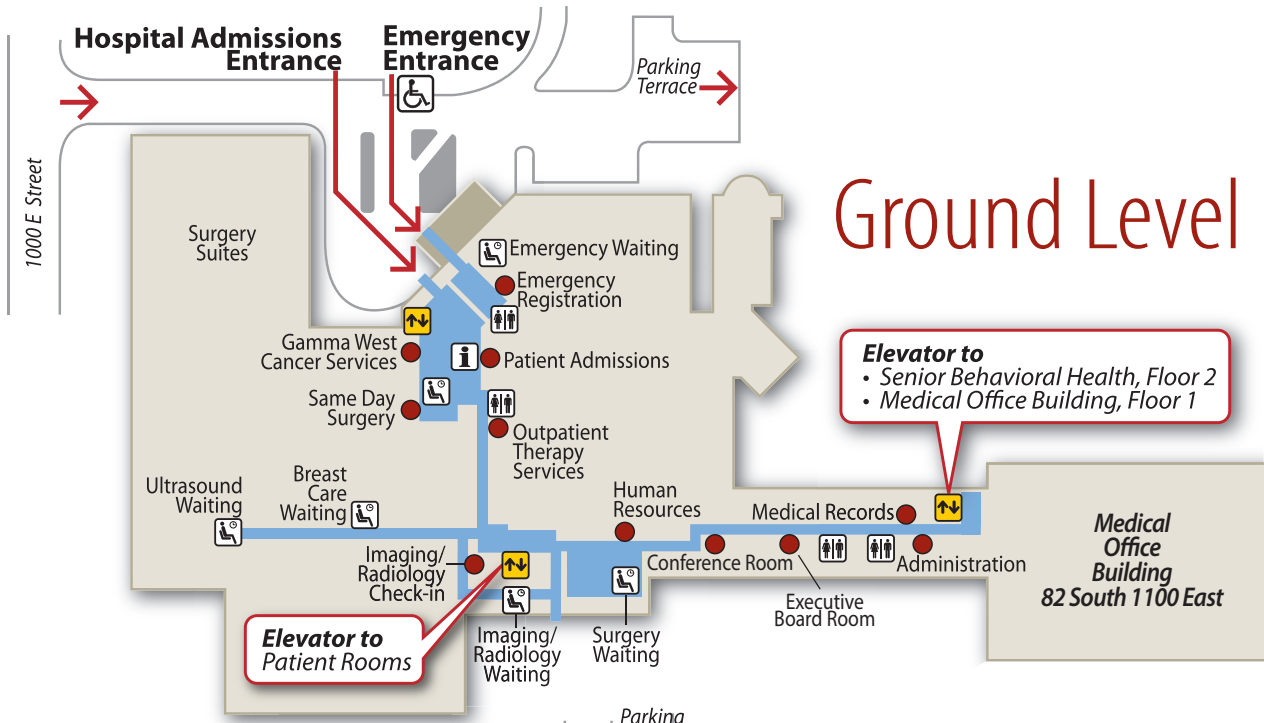 Hospital Admissions
Entrance
Emergency
Entrance
Parking
Terrace
1000 E Street
Ground Level
Surgery
Suites
Emergency Waiting
Emergency
Registration
Gamma West
Cancer Services
i
Patient Admissions
Same Day
Surgery
Outpatient
Therapy
Services
Elevator to
• Senior Behavioral Health, Floor 2
• Medical Office Building, Floor 1
Ultrasound
Waiting
Breast
Care
Waiting
Human
Resources
Medical Records
Medical
Office
Building
82 South 1100 East
Imaging/
Radiology
Check-in
Conference Room
Administration
Executive
Board Room
Elevator to
Patient Rooms
Imaging/
Radiology
Waiting
Surgery
Waiting
Parking